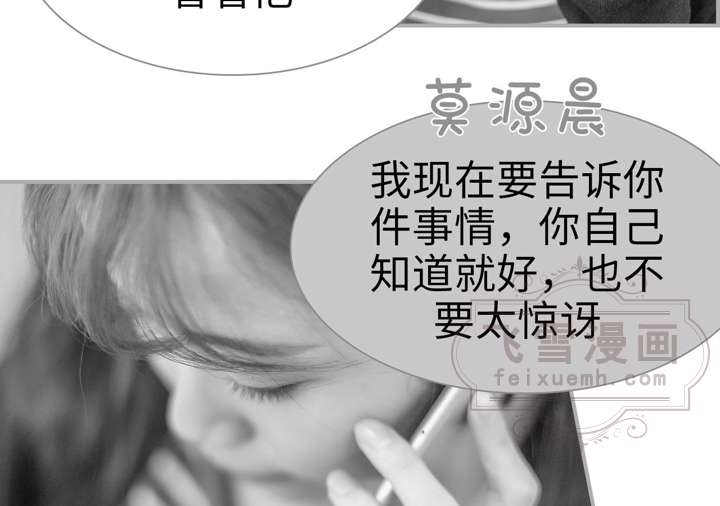 莫源晨
我现在要告诉你
件事情，你自己
知道就好，也不
要太惊讶
飞雪漫画
feixuemh.com